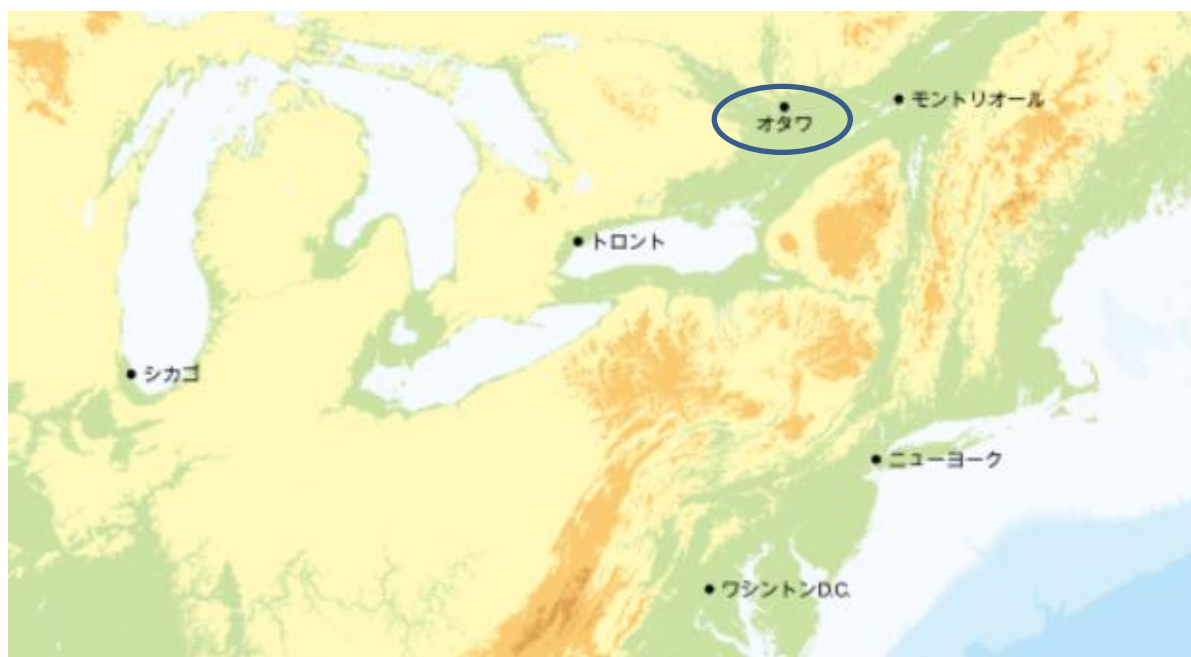 モントリオール
オタワ
トロント
シカゴ
ニューヨーク
ワシントンD.C.